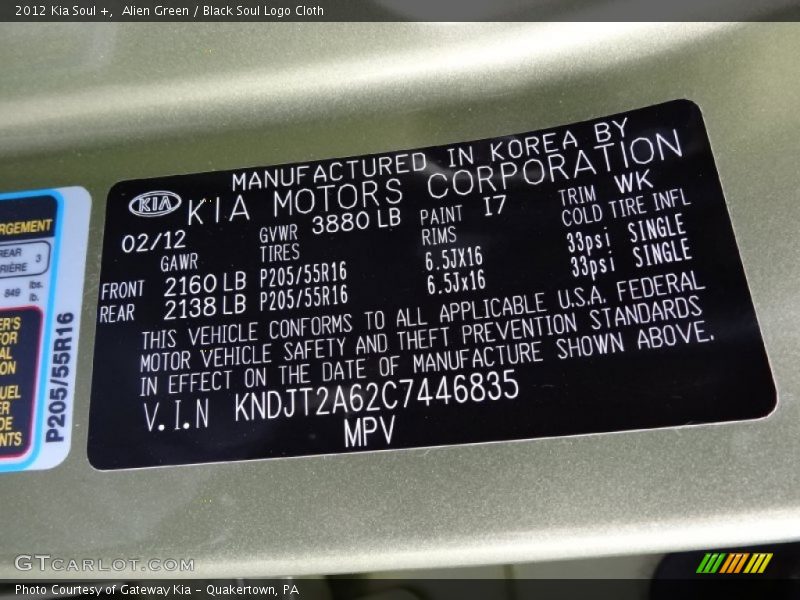 2012 Kia Soul +, Alien Green / Black Soul Logo Cloth
MANUFACTURED IN KOREA BY
KIA KIA MOTORS CORPORATION
02/12 GVWR 3880 LB PAINT I7 TRIM WK
GAWR TIRES RIMS COLD TIRE INFL
FRONT 2160 LB P205/55R16 6.5JX16 33psi SINGLE
REAR 2138 LB P205/55R16 6.5Jx16 33psi SINGLE
THIS VEHICLE CONFORMS TO ALL APPLICABLE U.S.A. FEDERAL
MOTOR VEHICLE SAFETY AND THEFT PREVENTION STANDARDS
IN EFFECT ON THE DATE OF MANUFACTURE SHOWN ABOVE.
V.I.N KNDJT2A62C7446835
MPV
REAR 3
849 lbs.
lb.
P205/55R16
GTCARLOT.COM
Photo Courtesy of Gateway Kia - Quakertown, PA